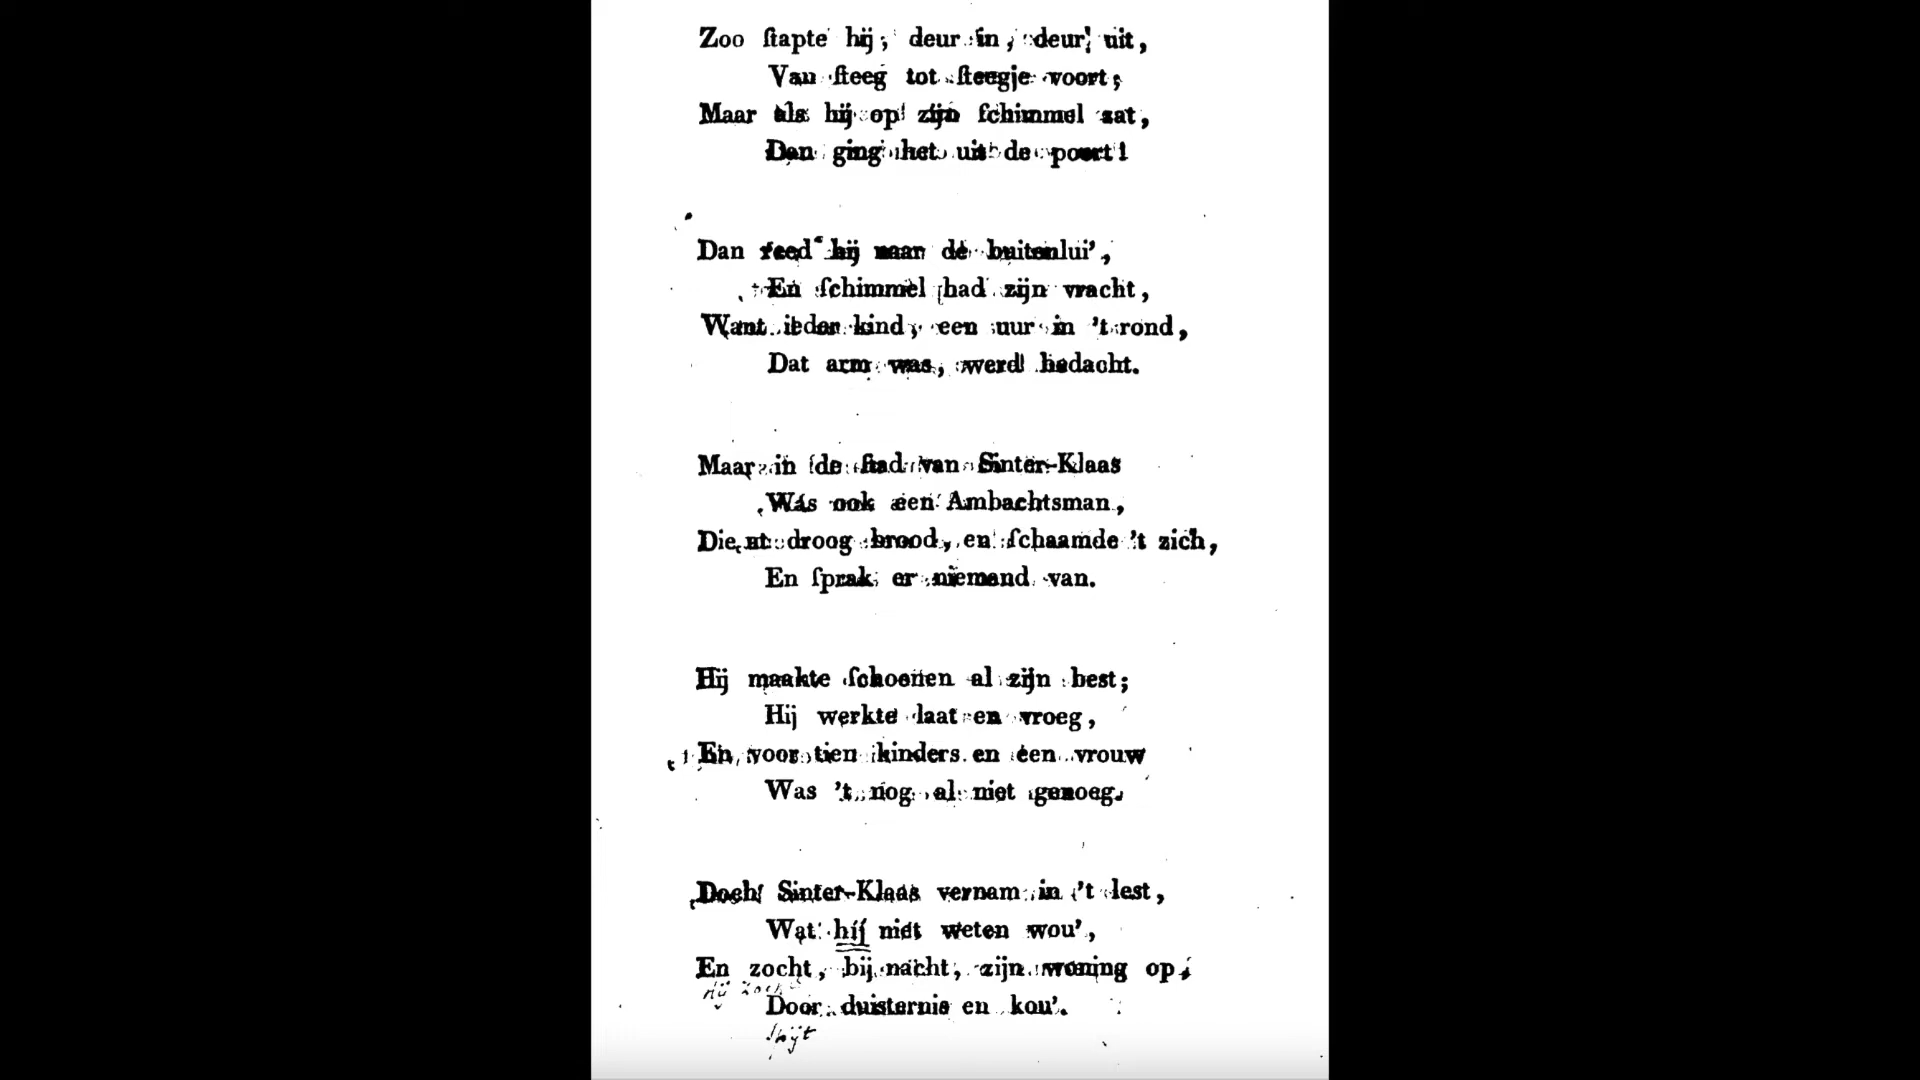 Zoo ſtapte hij, deur in, deur uit,
Van ſteeg tot ſteegje voort;
Maar als hij op zijn ſchimmel zat,
Dan ging het uit de poort!
Dan reed hij naar de buitenlui',
En ſchimmel had zijn vracht,
Want ieder kind, een uur in 't rond,
Dat arm was, werd bedacht.
Maar in de ſtad van Sinter-Klaas
Was ook een Ambachtsman,
Die at droog brood, en ſchaamde 't zich,
En ſprak er niemand van.
Hij maakte ſchoenen al zijn best;
Hij werkte laat en vroeg,
En voor tien kinders en een vrouw
Was 't nog al niet genoeg.
Doch Sinter-Klaas vernam in 't lest,
Wat hij niet weten wou',
En zocht, bij nacht, zijn woning op,
Hij zocht
Door duisternis en kou'.
Spijt